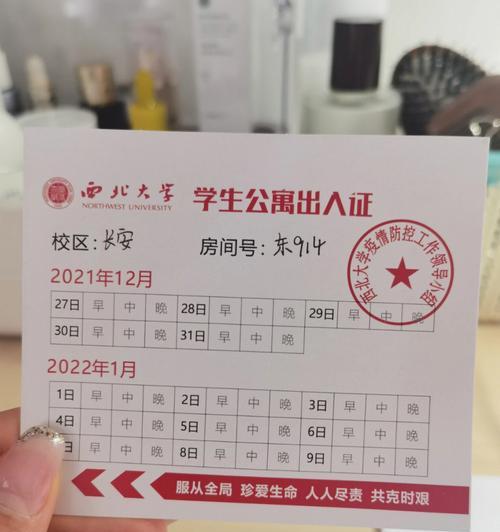 西北大学 学生公寓出入证
NORTHWEST UNIVERSITY
校区：长安 房间号：东914
西北大学疫情防控工作领导小组
2021年12月
27日 早 中 晚 28日 早 中 晚 29日 早 中 晚
30日 早 中 晚 31日 早 中 晚
2022年1月
1日 早 中 晚 2日 早 中 晚 3日 早 中 晚
4日 早 中 晚 5日 早 中 晚 6日 早 中 晚
日 早 中 晚 8日 早 中 晚 9日 早 中 晚
服从全局 珍爱生命 人人尽责 共克时艰